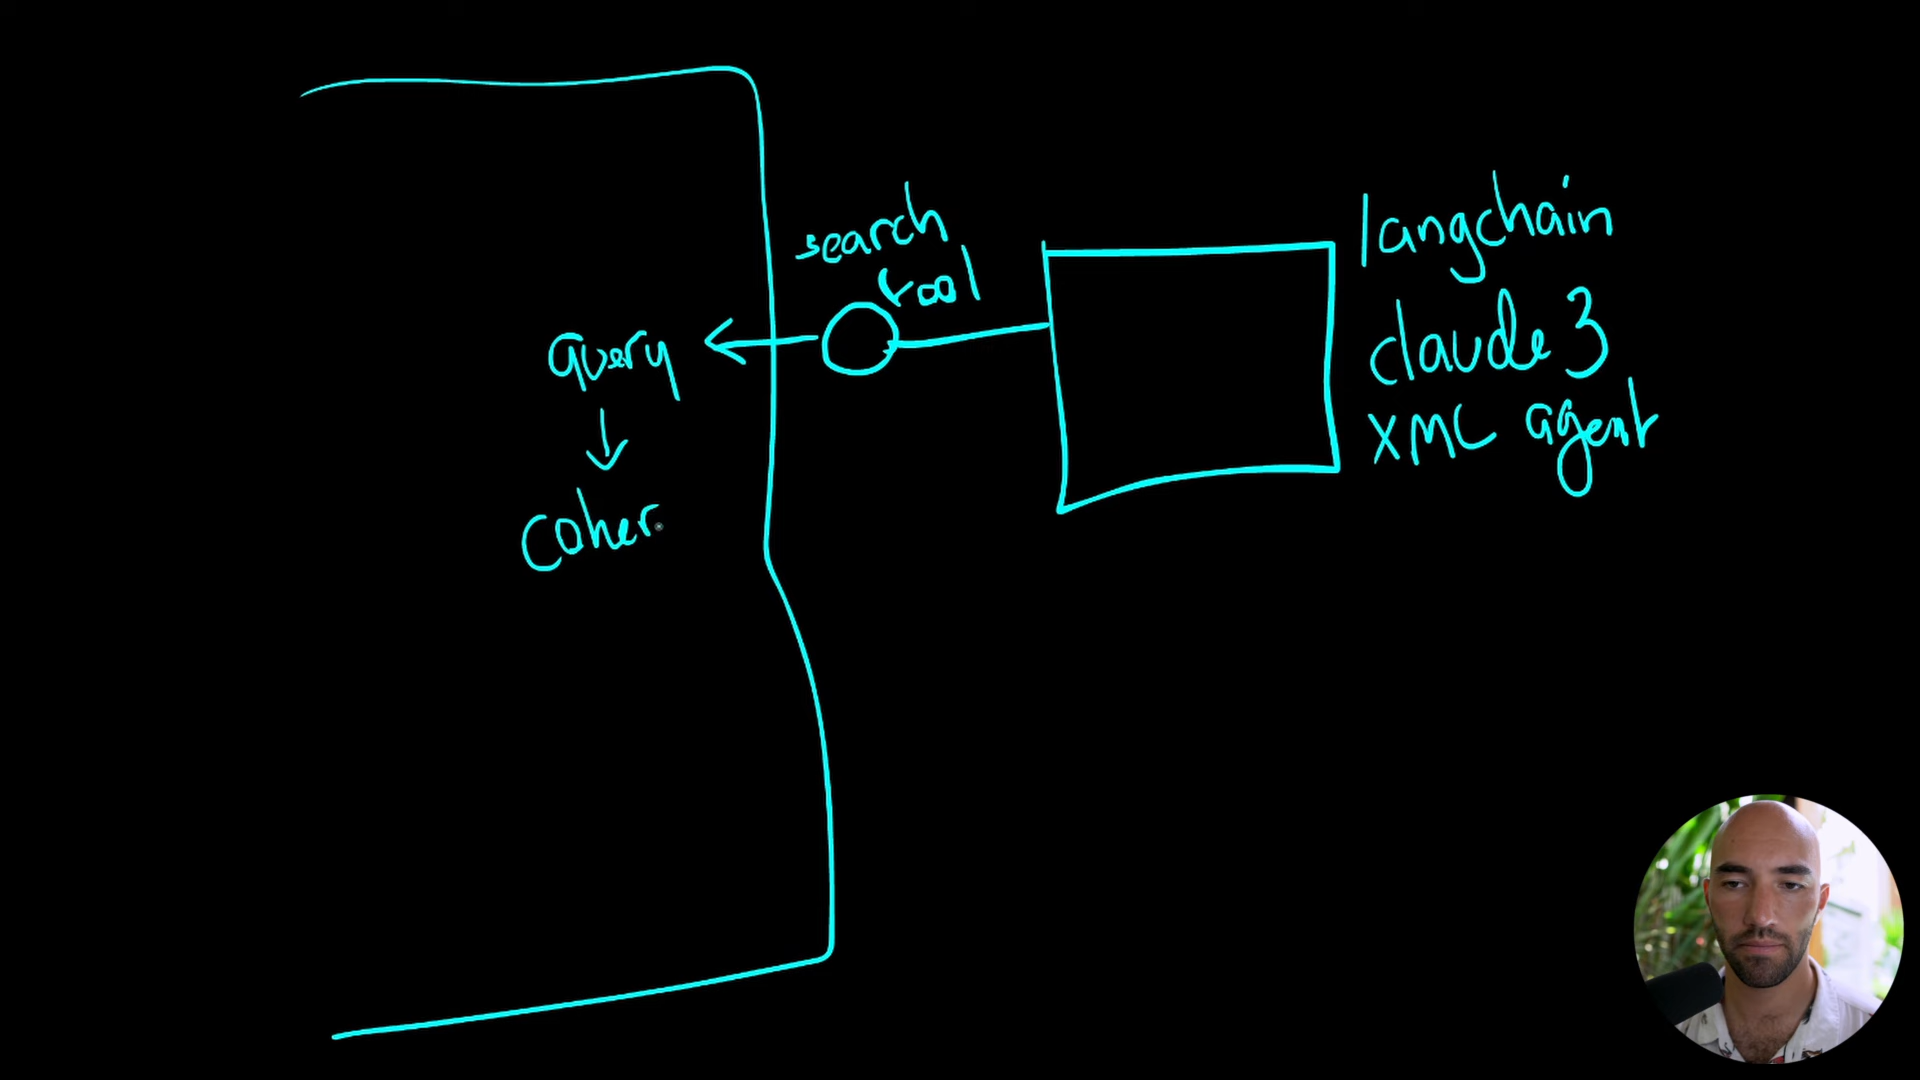 search
tool
query
coher
langchain
claude 3
XML agent